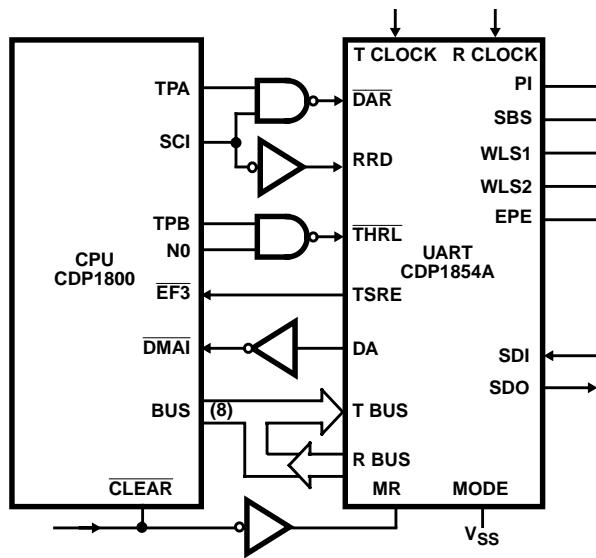 T CLOCK R CLOCK
TPA
DAR
PI
SBS
SCI
RRD
WLS1
WLS2
TPB
THRL
EPE
N0
CPU
CDP1800
UART
CDP1854A
EF3
TSRE
DMAI
DA
SDI
SDO
BUS (8)
T BUS
R BUS
CLEAR
MR MODE
VSS